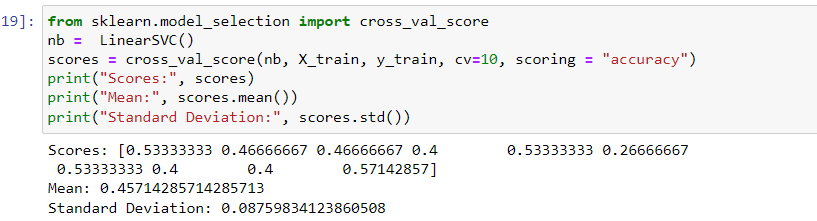 19]: from sklearn.model_selection import cross_val_score
nb =  LinearSVC()
scores = cross_val_score(nb, X_train, y_train, cv=10, scoring = "accuracy")
print("Scores:", scores)
print("Mean:", scores.mean())
print("Standard Deviation:", scores.std())
Scores: [0.53333333 0.46666667 0.46666667 0.4        0.53333333 0.26666667
 0.53333333 0.4        0.4        0.57142857]
Mean: 0.45714285714285713
Standard Deviation: 0.08759834123860508